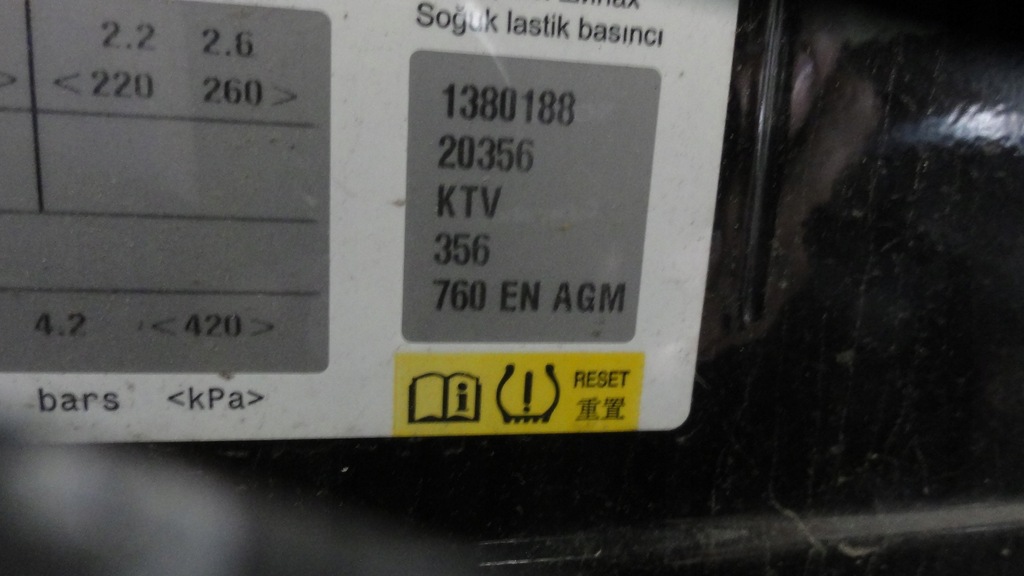 2.2 2.6
<220 260>
4.2 <420>
bars <kPa>
Soğuk lastik basıncı
1380188
20356
KTV
356
760 EN AGM
RESET
重置